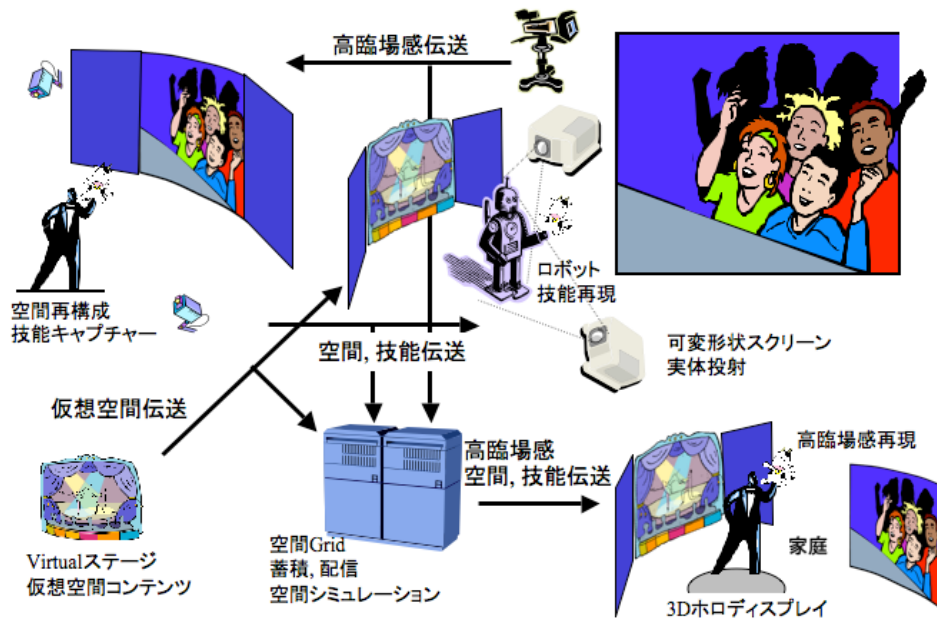 高臨場感伝送
ロボット
技能再現
空間再構成
技能キャプチャー
空間, 技能伝送
可変形状スクリーン
実体投射
仮想空間伝送
高臨場感
空間, 技能伝送
高臨場感再現
Virtualステージ
仮想空間コンテンツ
空間Grid
蓄積, 配信
空間シミュレーション
家庭
3Dホロディスプレイ